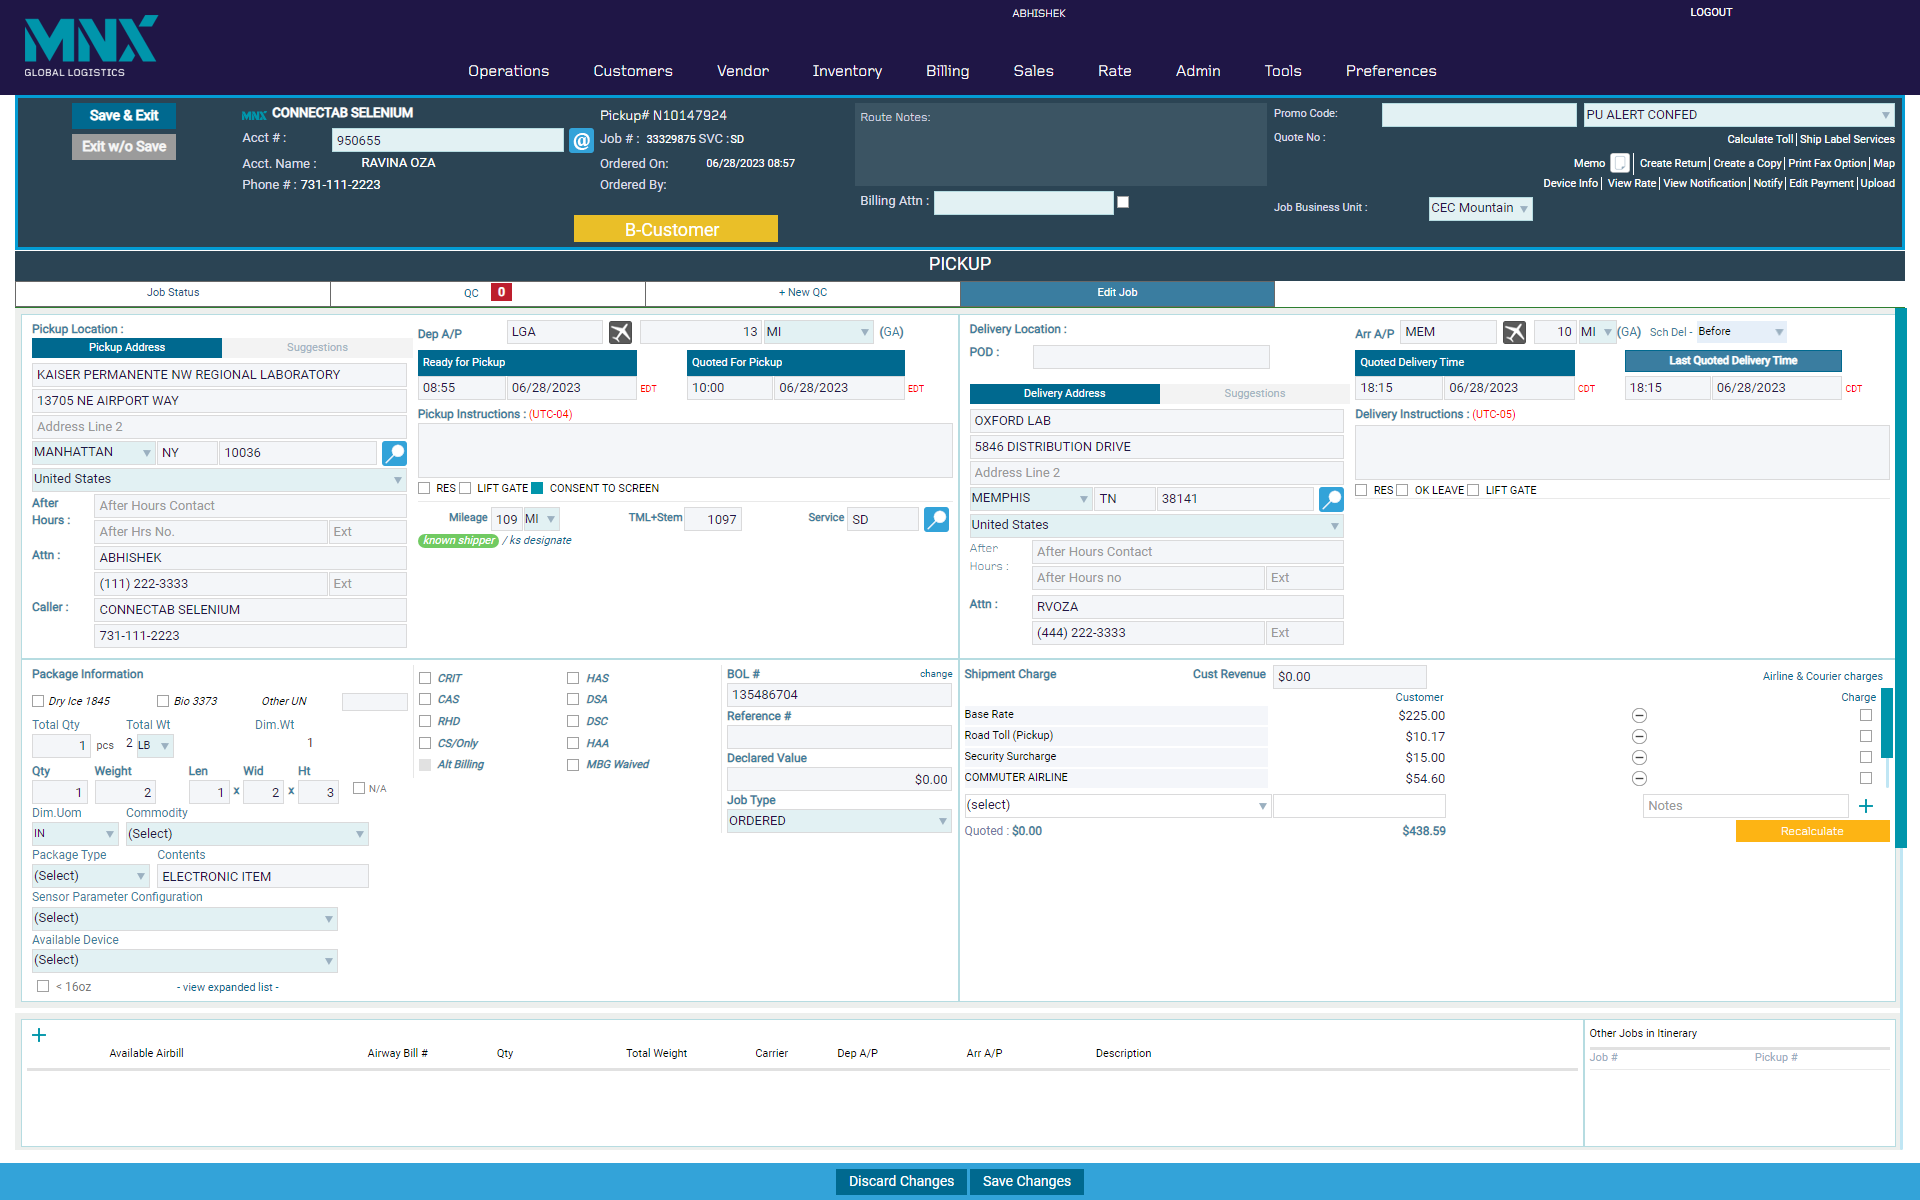 MNX
GLOBAL LOGISTICS
ABHISHEK
LOGOUT
Operations Customers Vendor Inventory Billing Sales Rate Admin Tools Preferences
Save & Exit
Exit w/o Save
MNX CONNECTAB SELENIUM
Acct # : 950655 @
Acct. Name : RAVINA OZA
Phone # : 731-111-2223
Pickup# N10147924
Job # : 33329875 SVC : SD
Ordered On: 06/28/2023 08:57
Ordered By:
B-Customer
Route Notes:
Billing Attn :
Promo Code: PU ALERT CONFED
Quote No :
Calculate Toll | Ship Label Services
Memo | Create Return | Create a Copy | Print Fax Option | Map
Device Info | View Rate | View Notification | Notify | Edit Payment | Upload
Job Business Unit : CEC Mountain
PICKUP
Job Status QC 0 + New QC Edit Job
Pickup Location :
Pickup Address Suggestions
KAISER PERMANENTE NW REGIONAL LABORATORY
13705 NE AIRPORT WAY
Address Line 2
MANHATTAN NY 10036
United States
After Hours : After Hours Contact
After Hrs No. Ext
Attn : ABHISHEK
(111) 222-3333 Ext
Caller : CONNECTAB SELENIUM
731-111-2223
Dep A/P LGA 13 MI (GA)
Ready for Pickup Quoted For Pickup
08:55 06/28/2023 EDT 10:00 06/28/2023 EDT
Pickup Instructions : (UTC-04)
RES LIFT GATE CONSENT TO SCREEN
Mileage 109 MI TML+Stem 1097 Service SD
known shipper / ks designate
Delivery Location :
POD :
Delivery Address Suggestions
OXFORD LAB
5846 DISTRIBUTION DRIVE
Address Line 2
MEMPHIS TN 38141
United States
After Hours : After Hours Contact
After Hours no Ext
Attn : RVOZA
(444) 222-3333 Ext
Arr A/P MEM 10 MI (GA) Sch Del - Before
Quoted Delivery Time Last Quoted Delivery Time
18:15 06/28/2023 CDT 18:15 06/28/2023 CDT
Delivery Instructions : (UTC-05)
RES OK LEAVE LIFT GATE
Package Information
Dry Ice 1845 Bio 3373 Other UN
Total Qty Total Wt Dim.Wt
1 pcs 2 LB 1
Qty Weight Len Wid Ht
1 2 1 x 2 x 3 N/A
Dim.Uom Commodity
IN (Select)
Package Type Contents
(Select) ELECTRONIC ITEM
Sensor Parameter Configuration
(Select)
Available Device
(Select)
< 16oz - view expanded list -
CRIT HAS
CAS DSA
RHD DSC
CS/Only HAA
Alt Billing MBG Waived
BOL # change
135486704
Reference #
Declared Value
$0.00
Job Type
ORDERED
Shipment Charge Cust Revenue $0.00 Airline & Courier charges
Customer Charge
Base Rate $225.00
Road Toll (Pickup) $10.17
Security Surcharge $15.00
COMMUTER AIRLINE $54.60
(select) Notes +
Quoted : $0.00 $438.59 Recalculate
+
Available Airbill Airway Bill # Qty Total Weight Carrier Dep A/P Arr A/P Description
Other Jobs in Itinerary
Job # Pickup #
Discard Changes Save Changes